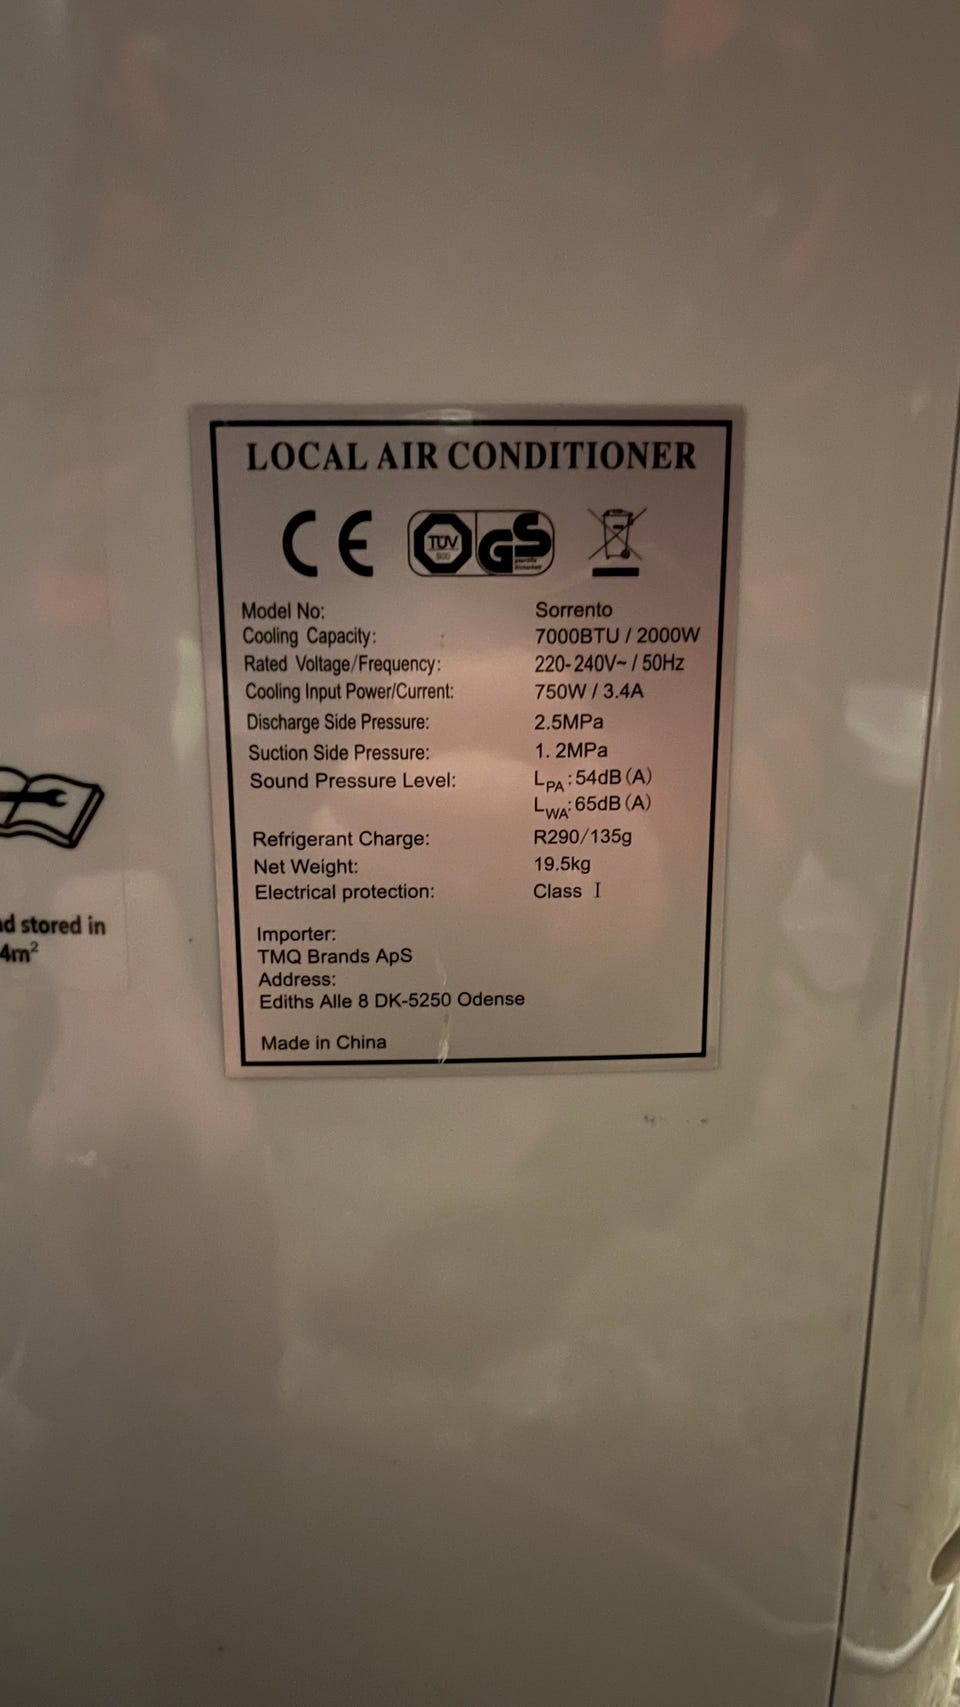 LOCAL AIR CONDITIONER
CE TÜV SÜD GS
Model No: Sorrento
Cooling Capacity: 7000BTU / 2000W
Rated Voltage/Frequency: 220-240V~ / 50Hz
Cooling Input Power/Current: 750W / 3.4A
Discharge Side Pressure: 2.5MPa
Suction Side Pressure: 1.2MPa
Sound Pressure Level: LPA: 54dB (A)
LWA: 65dB (A)
Refrigerant Charge: R290/135g
Net Weight: 19.5kg
Electrical protection: Class I
Importer:
TMQ Brands ApS
Address:
Ediths Alle 8 DK-5250 Odense
Made in China
d stored in
4m²